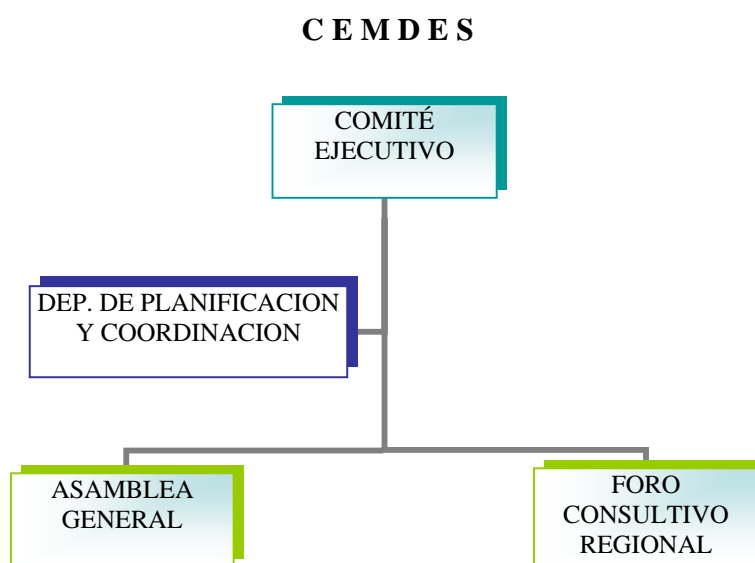 C E M D E S
COMITÉ
EJECUTIVO
DEP. DE PLANIFICACION
Y COORDINACION
ASAMBLEA
GENERAL
FORO
CONSULTIVO
REGIONAL